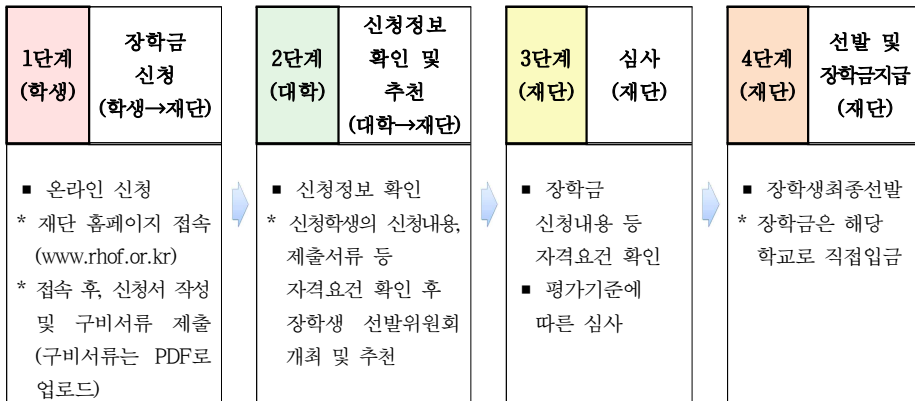 1단계
(학생)
장학금
신청
(학생→재단)
■ 온라인 신청
* 재단 홈페이지 접속
(www.rhof.or.kr)
* 접속 후, 신청서 작성
및 구비서류 제출
(구비서류는 PDF로
업로드)
2단계
(대학)
신청정보
확인 및
추천
(대학→재단)
■ 신청정보 확인
* 신청학생의 신청내용,
제출서류 등
자격요건 확인 후
장학생 선발위원회
개최 및 추천
3단계
(재단)
심사
(재단)
■ 장학금
신청내용 등
자격요건 확인
■ 평가기준에
따른 심사
4단계
(재단)
선발 및
장학금지급
(재단)
■ 장학생최종선발
* 장학금은 해당
학교로 직접입금